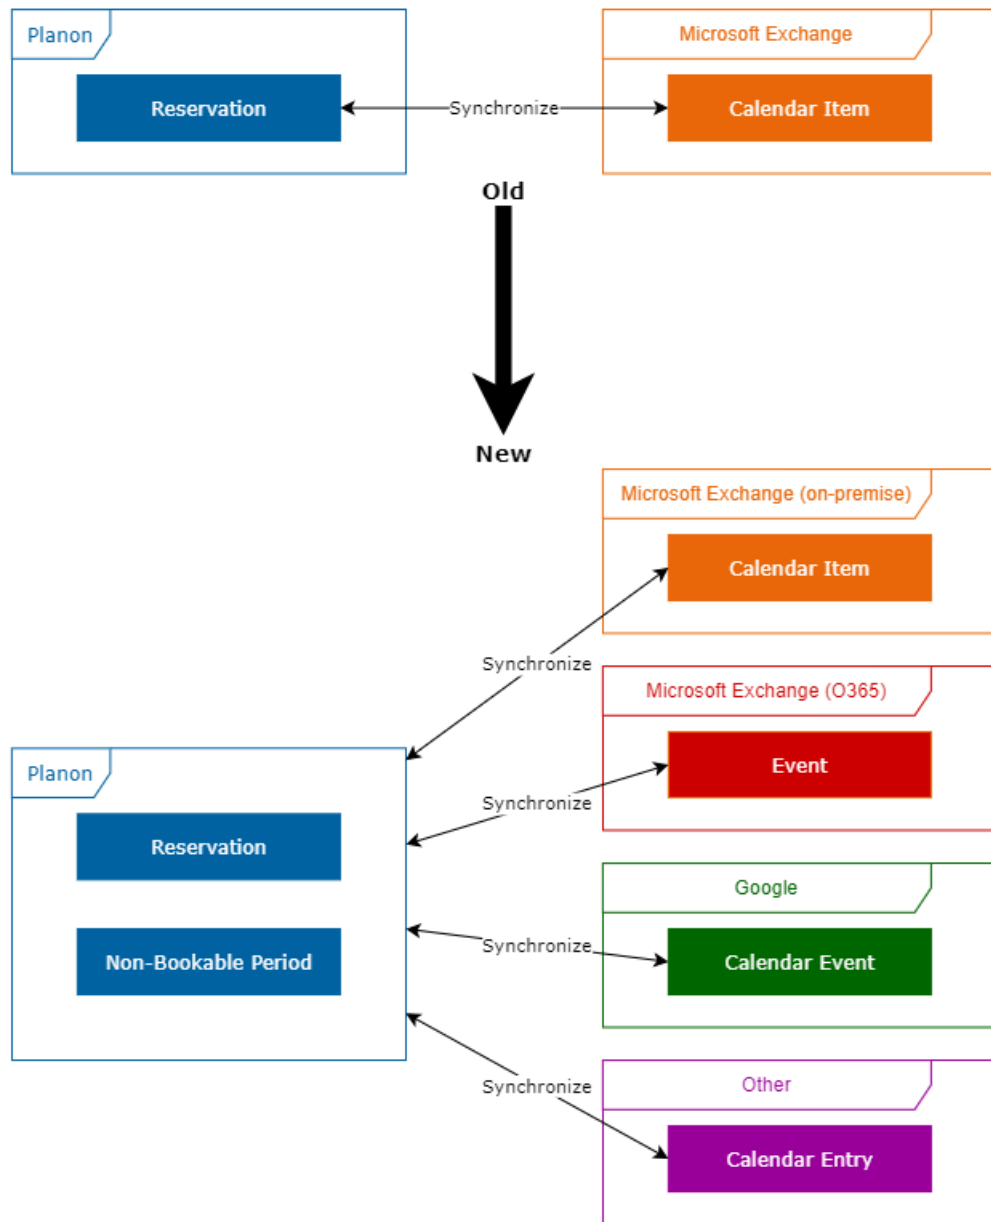 Planon
Microsoft Exchange
Reservation
Synchronize
Calendar Item
Old
New
Microsoft Exchange (on-premise)
Calendar Item
Synchronize
Microsoft Exchange (O365)
Event
Synchronize
Planon
Reservation
Non-Bookable Period
Google
Synchronize
Calendar Event
Other
Synchronize
Calendar Entry